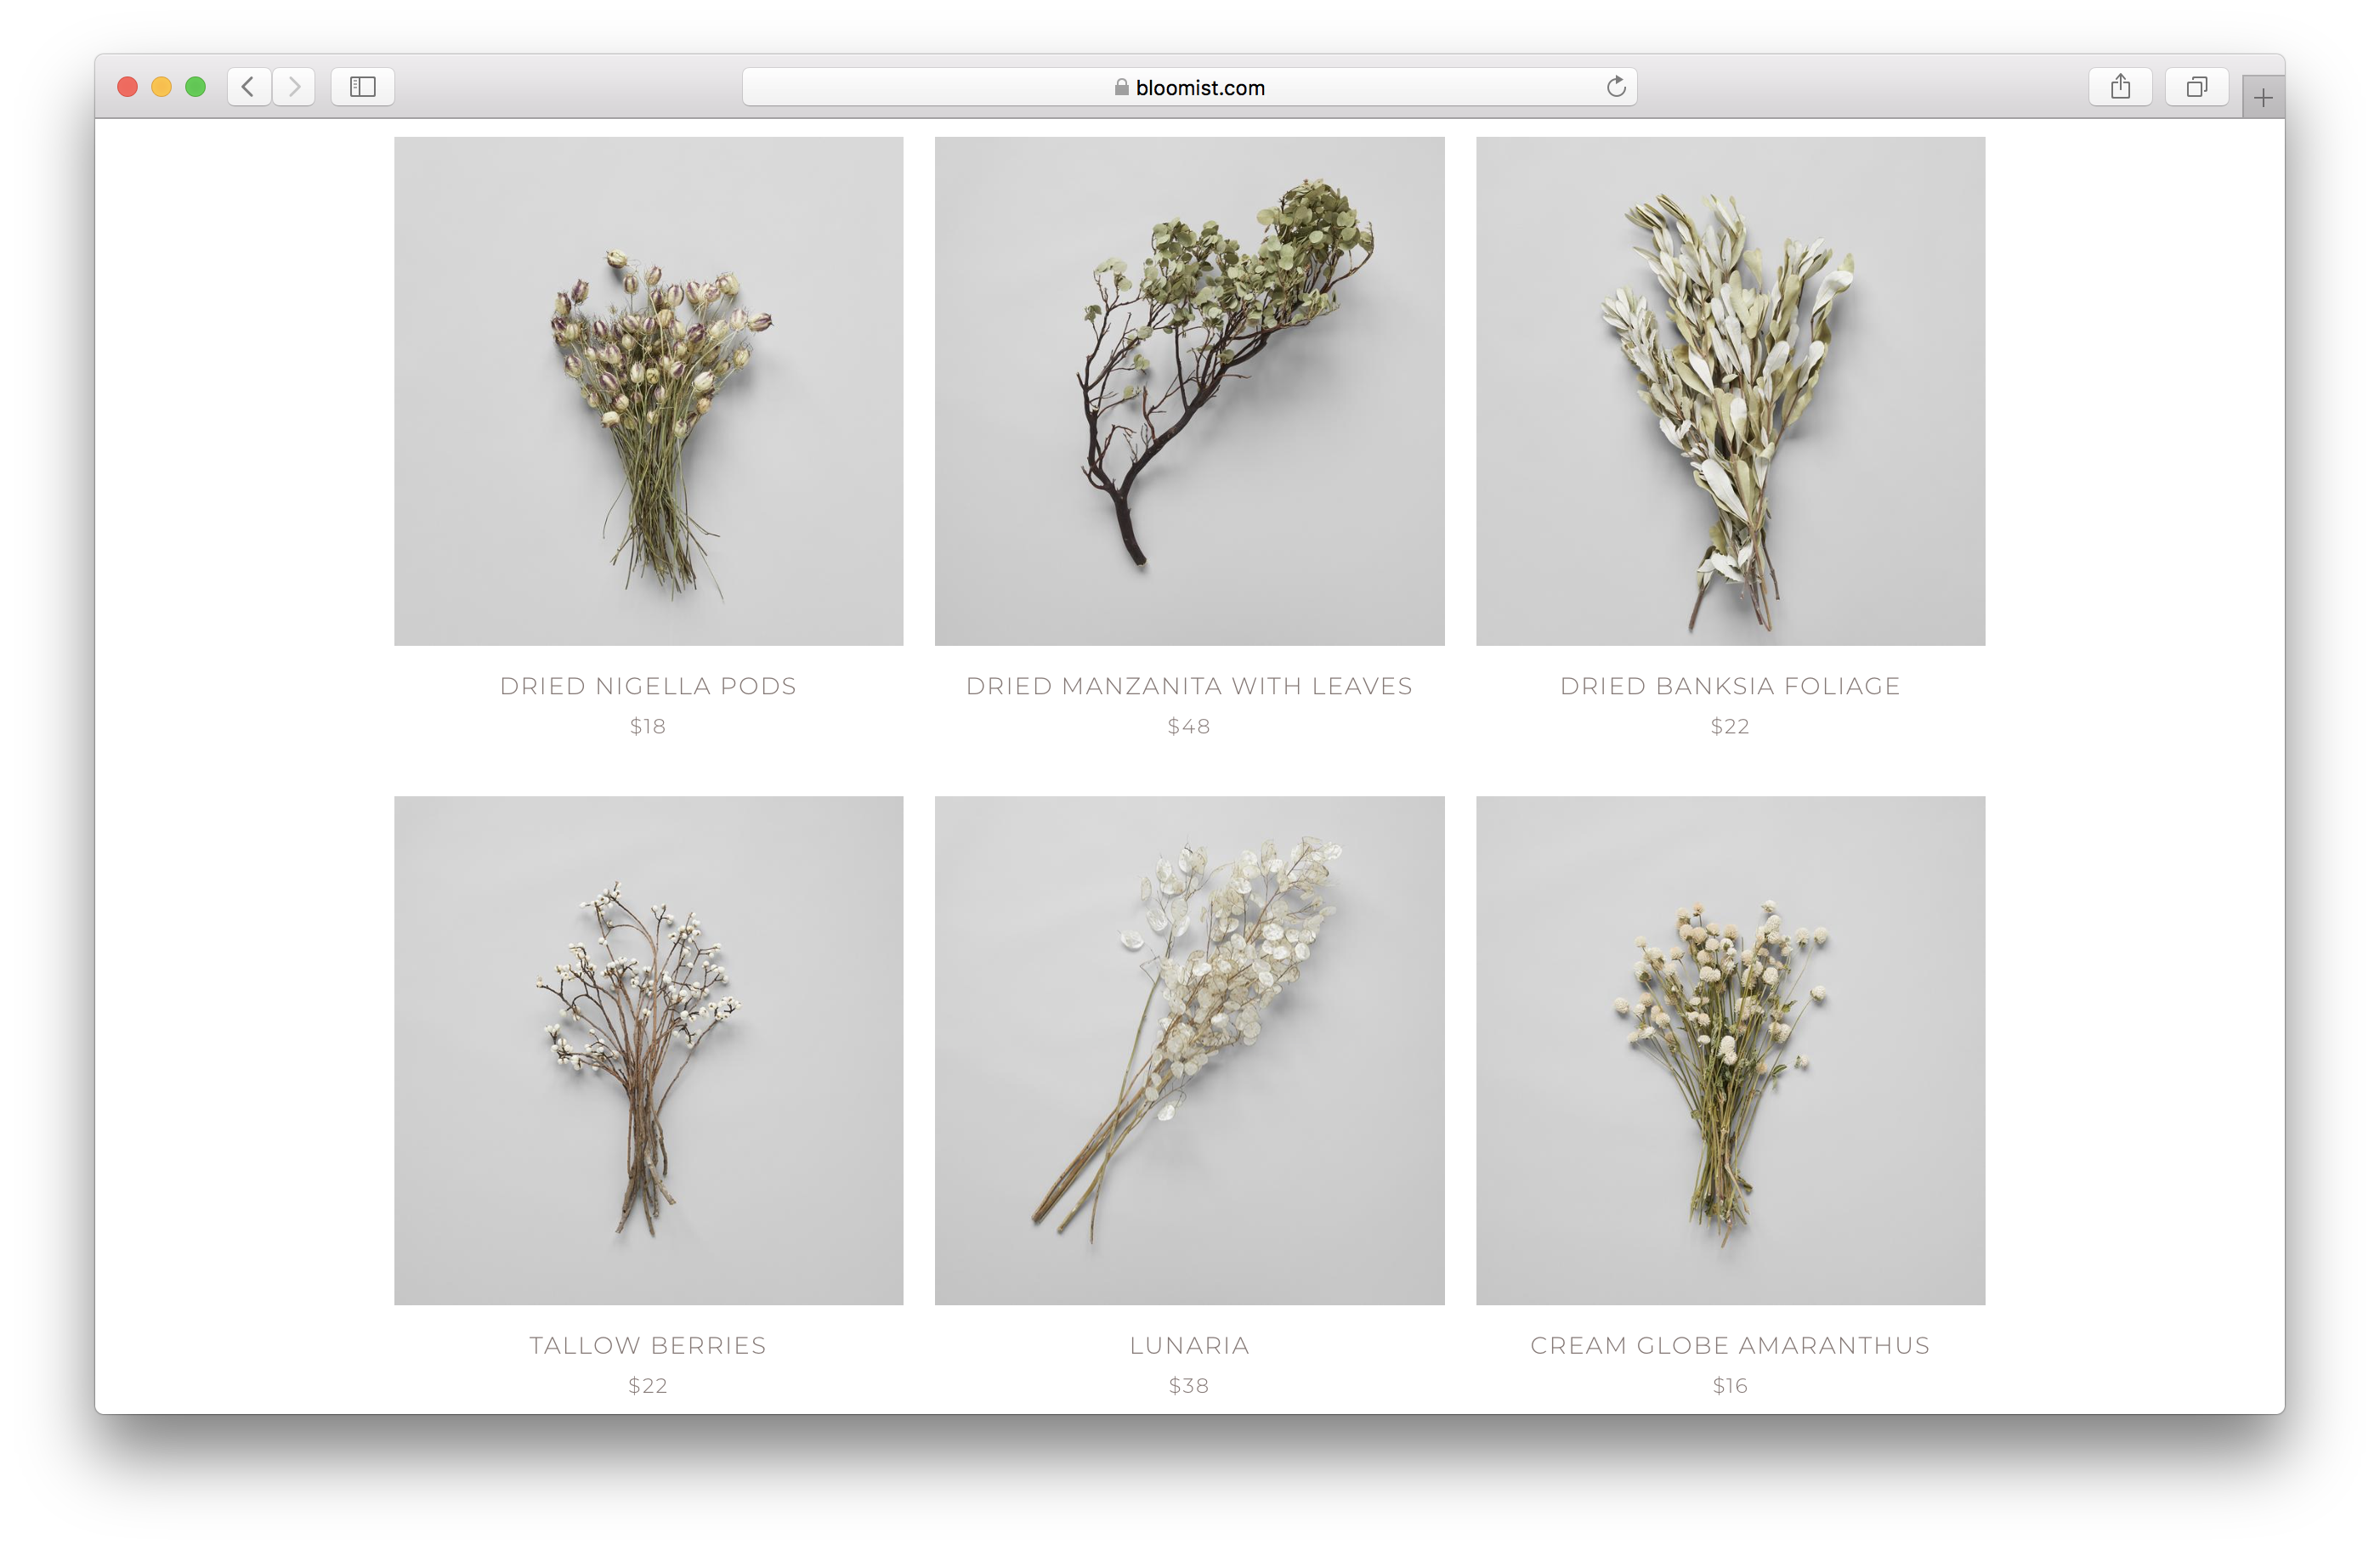 bloomist.com
DRIED NIGELLA PODS
$18
DRIED MANZANITA WITH LEAVES
$48
DRIED BANKSIA FOLIAGE
$22
TALLOW BERRIES
$22
LUNARIA
$38
CREAM GLOBE AMARANTHUS
$16